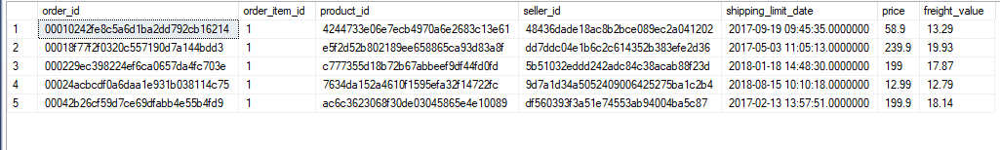 order_id order_item_id product_id seller_id shipping_limit_date price freight_value
1 00010242fe8c5a6d1ba2dd792cb16214 1 4244733e06e7ecb4970a6e2683c13e61 48436dade18ac8b2bce089ec2a041202 2017-09-19 09:45:35.0000000 58.9 13.29
2 00018f77f2f0320c557190d7a144bdd3 1 e5f2d52b802189ee658865ca93d83a8f dd7ddc04e1b6c2c614352b383efe2d36 2017-05-03 11:05:13.0000000 239.9 19.93
3 000229ec398224ef6ca0657da4fc703e 1 c777355d18b72b67abbeef9df44fd0fd 5b51032eddd242adc84c38acab88f23d 2018-01-18 14:48:30.0000000 199 17.87
4 00024acbcdf0a6daa1e931b038114c75 1 7634da152a4610f1595efa32f14722fc 9d7a1d34a5052409006425275ba1c2b4 2018-08-15 10:10:18.0000000 12.99 12.79
5 00042b26cf59d7ce69dfabb4e55b4fd9 1 ac6c3623068f30de03045865e4e10089 df560393f3a51e74553ab94004ba5c87 2017-02-13 13:57:51.0000000 199.9 18.14